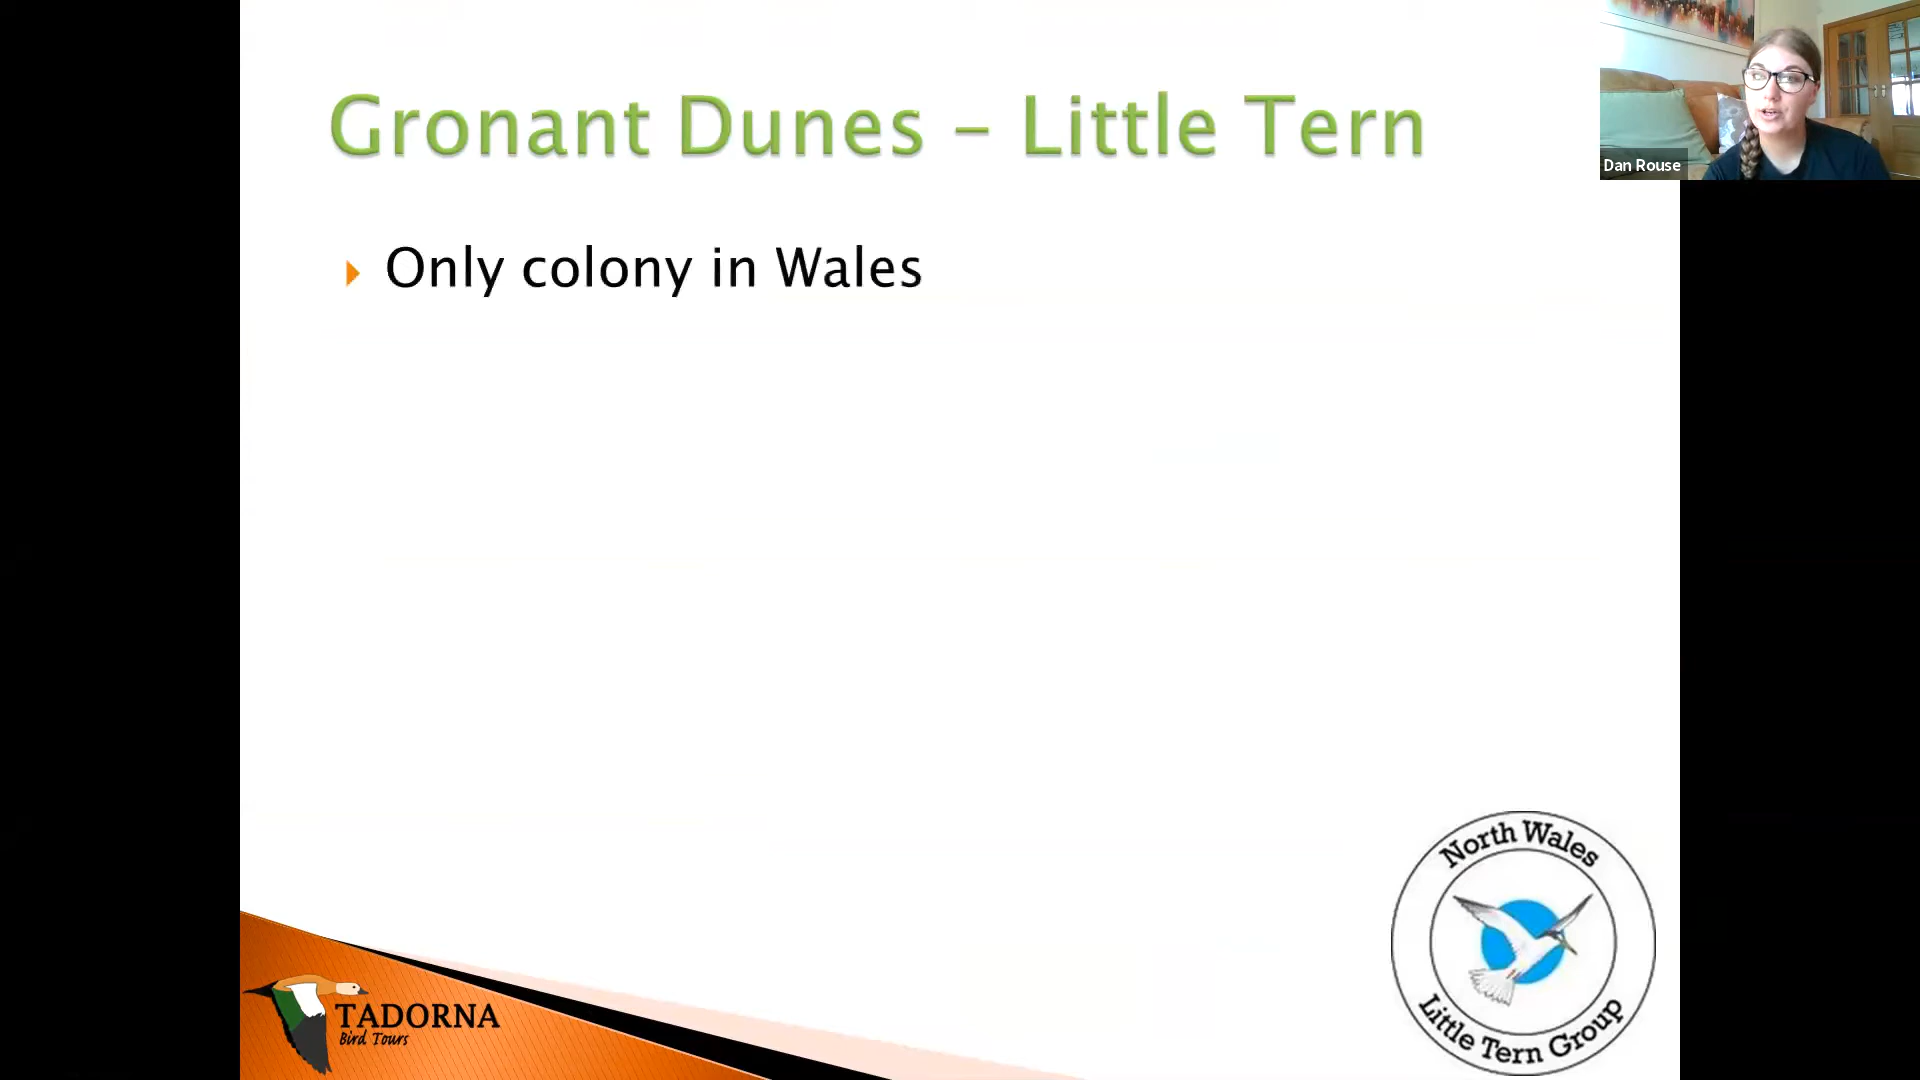 Gronant Dunes – Little Tern
Dan Rouse
Only colony in Wales
North Wales
Little Tern Group
TADORNA
Bird Tours